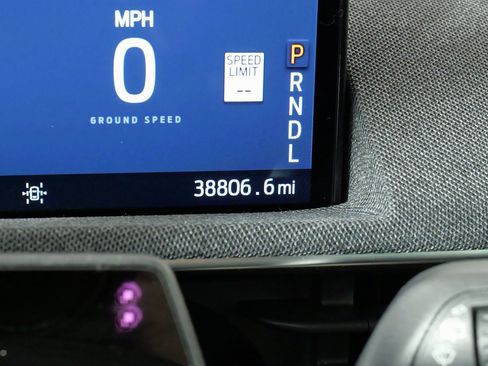 MPH
0
GROUND SPEED
SPEED
LIMIT
--
P
R
N
D
L
38806.6 mi